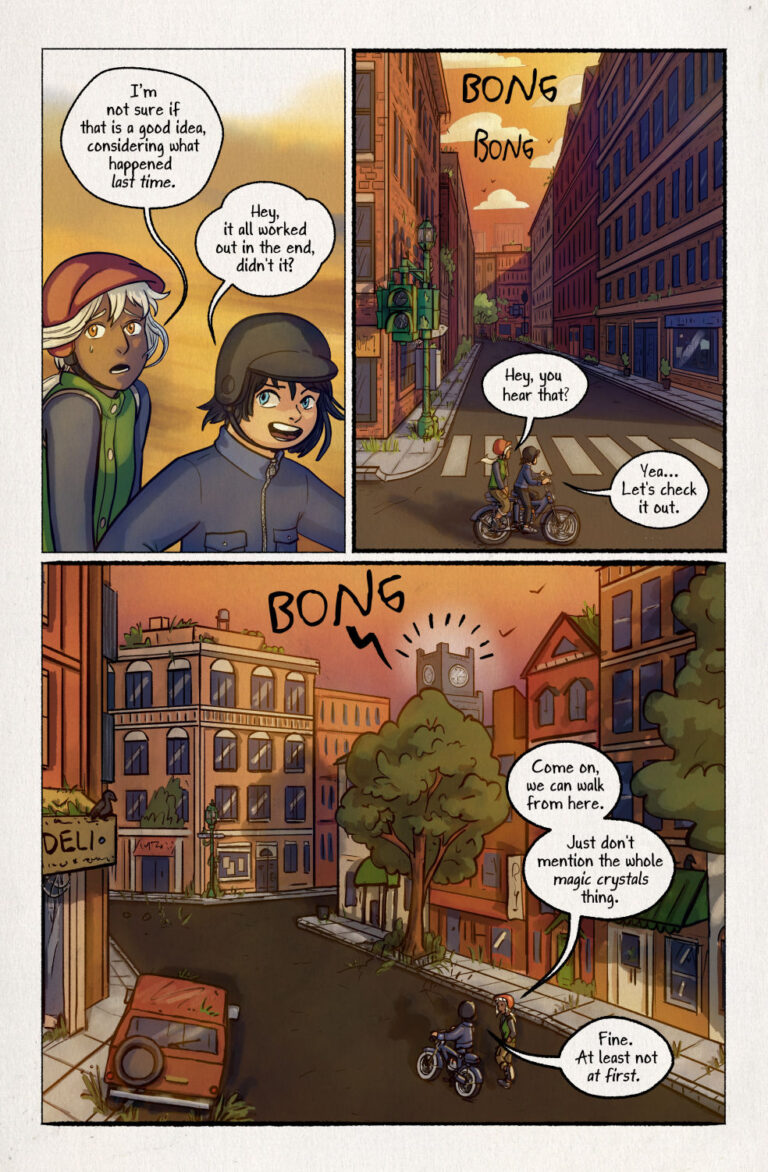 I'm
not sure if
that is a good idea,
considering what
happened
last time.
Hey,
it all worked
out in the end,
didn't it?
BONG
BONG
Hey, you
hear that?
Yea...
Let's check
it out.
BONG
Come on,
we can walk
from here.
Just don't
mention the whole
magic crystals
thing.
DELI
Fine.
At least not
at first.